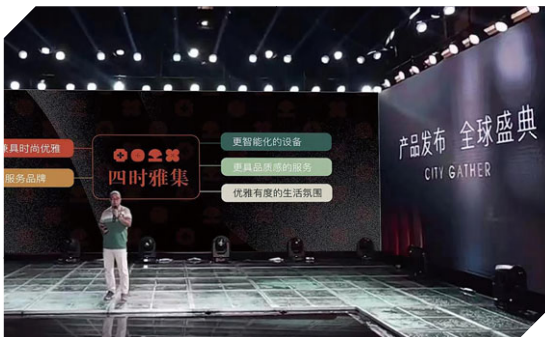 兼具时尚优雅
服务品牌
四时雅集
更智能化的设备
更具品质感的服务
优雅有度的生活氛围
产品发布 全球盛典
CITY GATHER